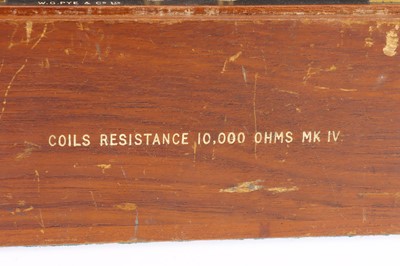 W.G.PYE & Co LTD
COILS RESISTANCE 10,000 OHMS MK IV